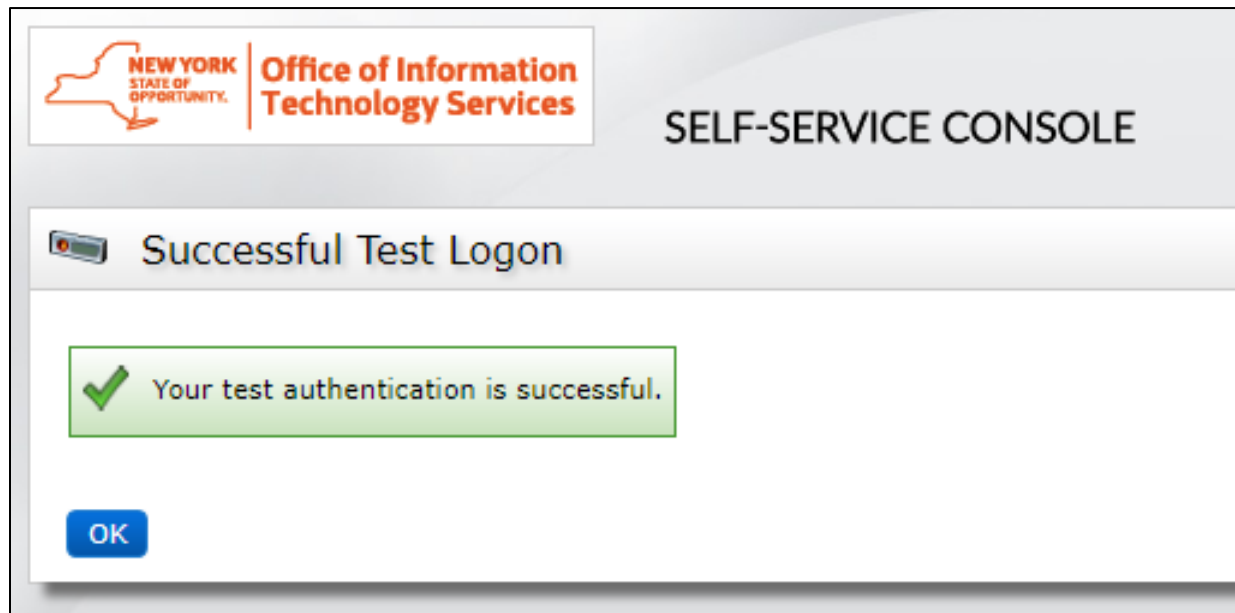 NEW YORK
STATE OF
OPPORTUNITY.
Office of Information
Technology Services
SELF-SERVICE CONSOLE
Successful Test Logon
Your test authentication is successful.
OK